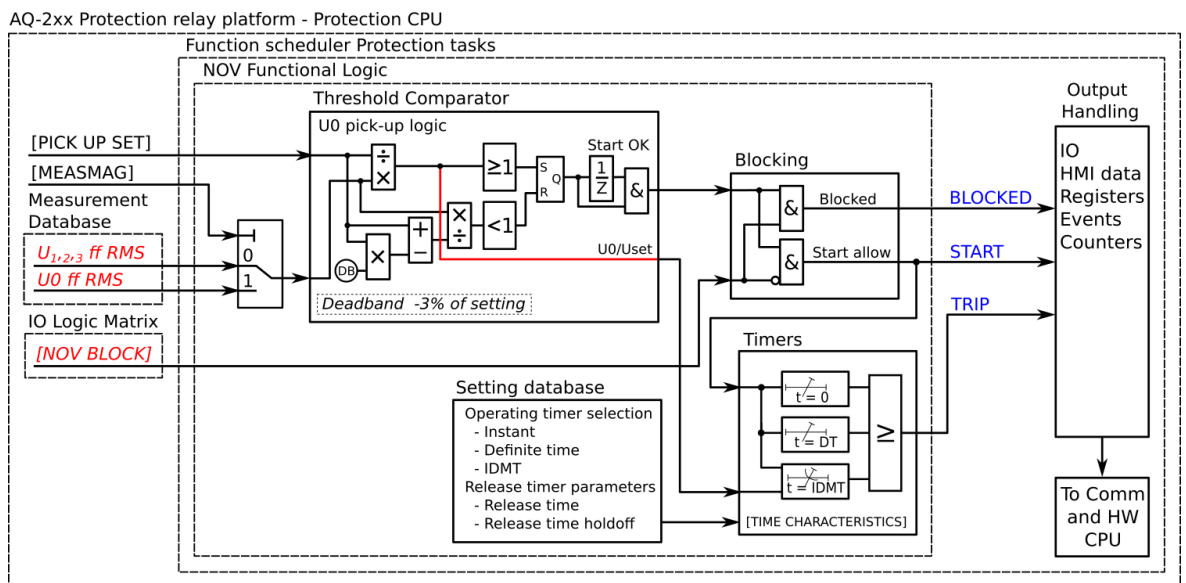 AQ-2xx Protection relay platform - Protection CPU
Function scheduler Protection tasks
NOV Functional Logic
Threshold Comparator
U0 pick-up logic
[PICK UP SET]
[MEASMAG]
Measurement
Database
U1,2,3 ff RMS
U0 ff RMS
0
1
IO Logic Matrix
[NOV BLOCK]
÷
×
≥1
S
Q
R
Start OK
1
Z
&
×
÷
<1
+
−
DB
×
U0/Uset
Deadband -3% of setting
Blocking
&
Blocked
&
Start allow
BLOCKED
START
TRIP
Output
Handling
IO
HMI data
Registers
Events
Counters
To Comm
and HW
CPU
Timers
t = 0
t = DT
t = IDMT
≥
[TIME CHARACTERISTICS]
Setting database
Operating timer selection
- Instant
- Definite time
- IDMT
Release timer parameters
- Release time
- Release time holdoff